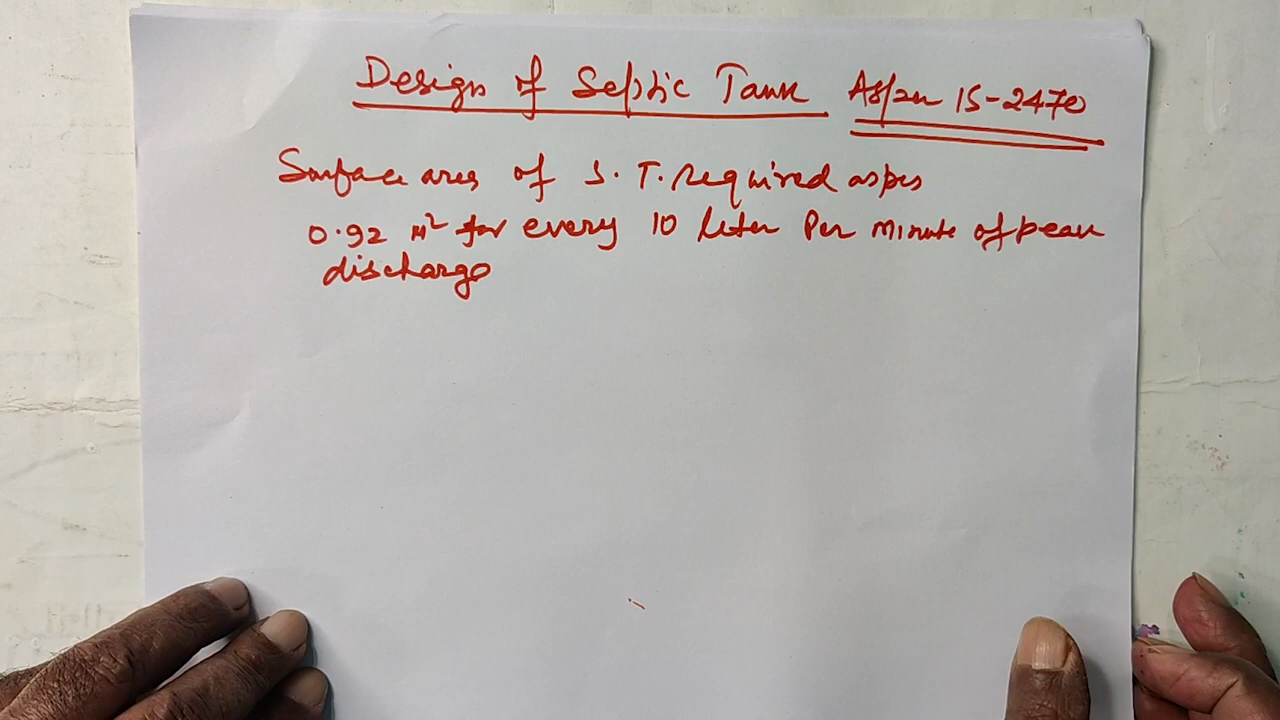 Design of Septic Tank As per IS-2470
Surface area of S.T. required as per
0.92 M² for every 10 liter Per minute of peak
discharge